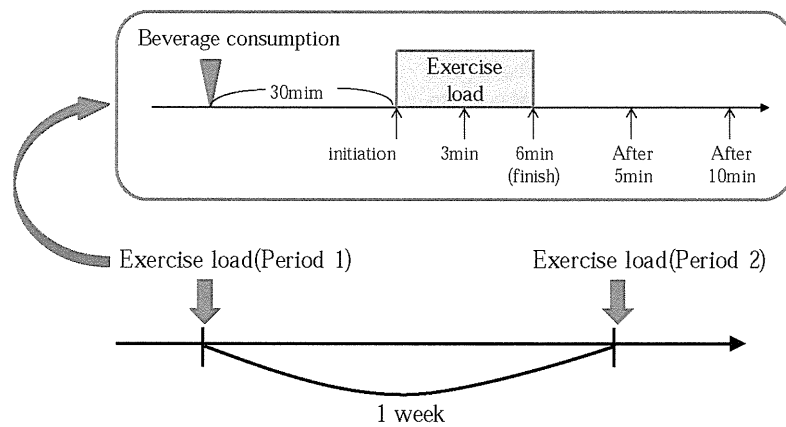 Beverage consumption
30mim
Exercise
load
initiation
3min
6min
(finish)
After
5min
After
10min
Exercise load(Period 1)
Exercise load(Period 2)
1 week